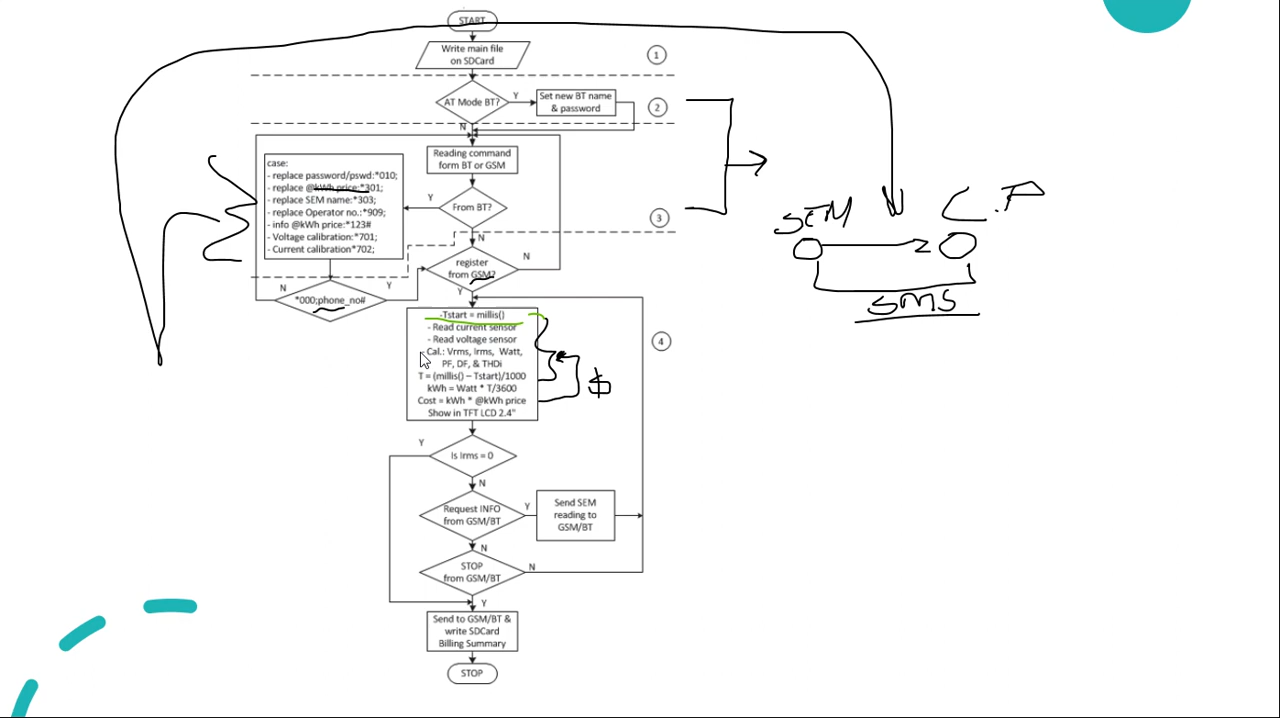 START
Write main file
on SDCard
1
AT Mode BT?
Y
Set new BT name
& password
2
N
Reading command
form BT or GSM
case:
- replace password/pswd:*010;
- replace @kWh price:*301;
- replace SEM name:*303;
- replace Operator no.:*909;
- info @kWh price:*123#
- Voltage calibration:*701;
- Current calibration*702;
Y
From BT?
3
N
register
from GSM?
N
N
*000;phone_no#
Y
Y
-Tstart = millis()
- Read current sensor
- Read voltage sensor
- Cal.: Vrms, Irms, Watt,
PF, DF, & THDi
T = (millis() – Tstart)/1000
kWh = Watt * T/3600
Cost = kWh * @kWh price
Show in TFT LCD 2.4"
4
$
Y
Is Irms = 0
N
Request INFO
from GSM/BT
Y
Send SEM
reading to
GSM/BT
N
STOP
from GSM/BT
N
Y
Send to GSM/BT &
write SDCard
Billing Summary
STOP
SEM
C.P
SMS